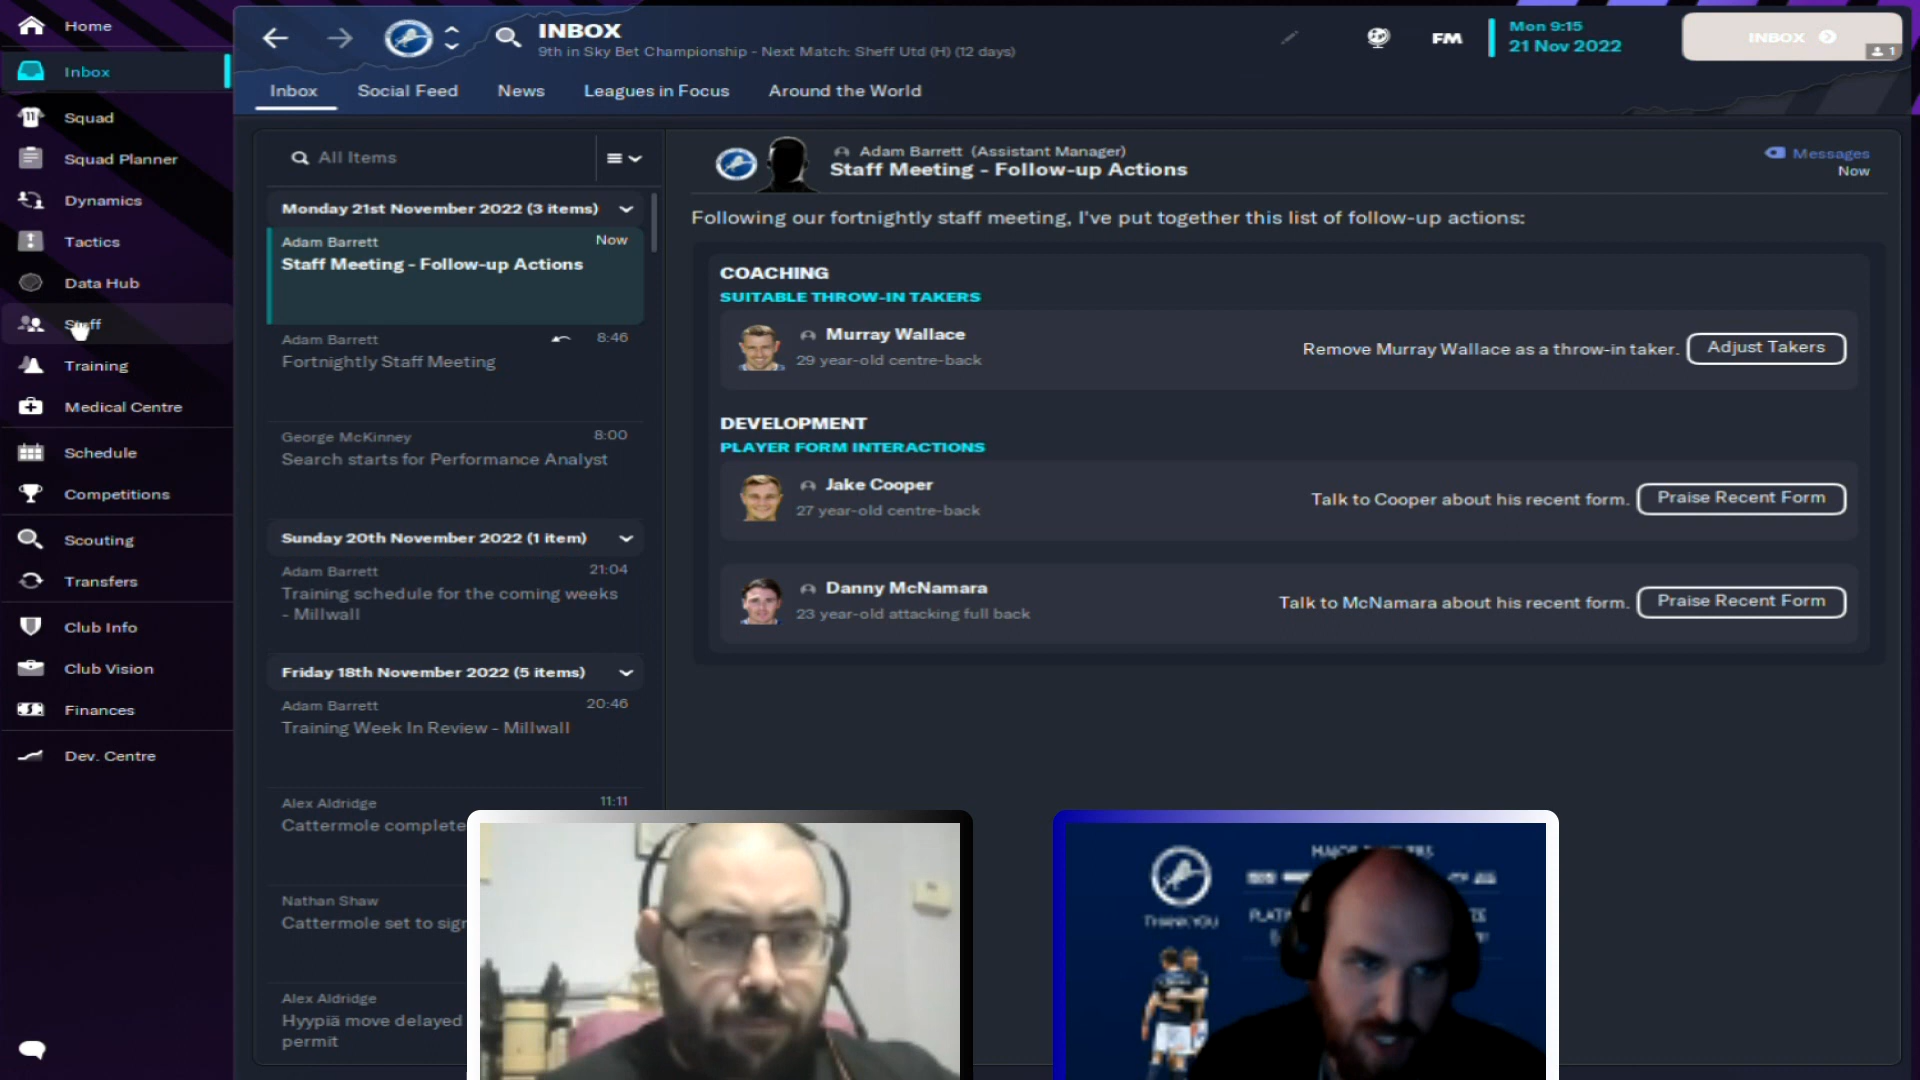 Home
Inbox
Squad
Squad Planner
Dynamics
Tactics
Data Hub
Staff
Training
Medical Centre
Schedule
Competitions
Scouting
Transfers
Club Info
Club Vision
Finances
Dev. Centre
INBOX
9th in Sky Bet Championship - Next Match: Sheff Utd (H) (12 days)
FM
Mon 9:15
21 Nov 2022
INBOX
1
Inbox
Social Feed
News
Leagues in Focus
Around the World
All Items
Monday 21st November 2022 (3 items)
Adam Barrett
Now
Staff Meeting - Follow-up Actions
Adam Barrett
8:46
Fortnightly Staff Meeting
George McKinney
8:00
Search starts for Performance Analyst
Sunday 20th November 2022 (1 item)
Adam Barrett
21:04
Training schedule for the coming weeks
- Millwall
Friday 18th November 2022 (5 items)
Adam Barrett
20:46
Training Week In Review - Millwall
Alex Aldridge
11:11
Cattermole complete
Nathan Shaw
Cattermole set to sign
Alex Aldridge
Hyypiä move delayed
permit
Adam Barrett (Assistant Manager)
Staff Meeting - Follow-up Actions
Messages
Now
Following our fortnightly staff meeting, I've put together this list of follow-up actions:
COACHING
SUITABLE THROW-IN TAKERS
Murray Wallace
29 year-old centre-back
Remove Murray Wallace as a throw-in taker.
Adjust Takers
DEVELOPMENT
PLAYER FORM INTERACTIONS
Jake Cooper
27 year-old centre-back
Talk to Cooper about his recent form.
Praise Recent Form
Danny McNamara
23 year-old attacking full back
Talk to McNamara about his recent form.
Praise Recent Form
THANK YOU